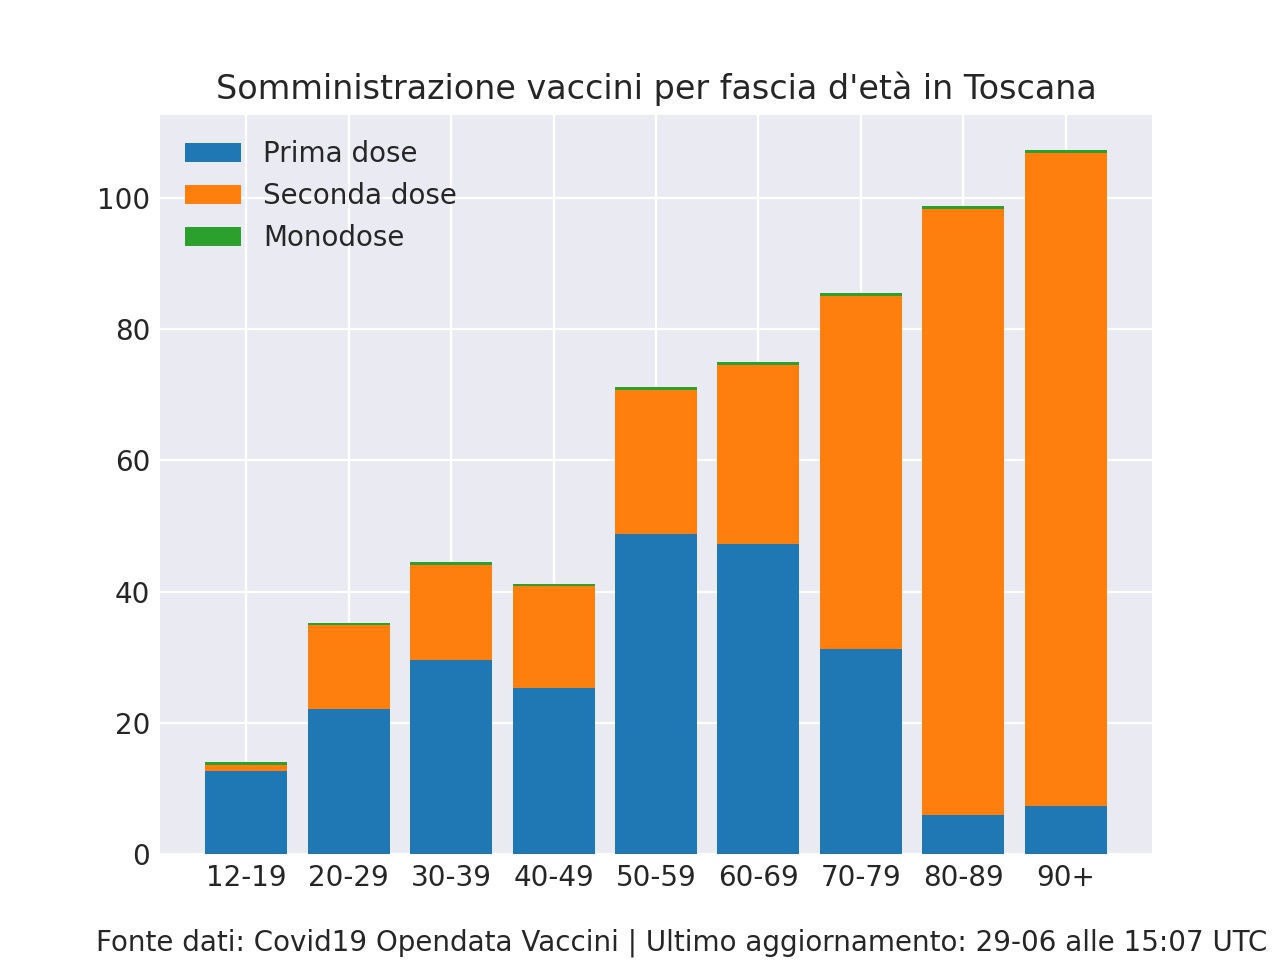 Somministrazione vaccini per fascia d'età in Toscana
Prima dose
Seconda dose
Monodose
100
80
60
40
20
0
12-19 20-29 30-39 40-49 50-59 60-69 70-79 80-89 90+
Fonte dati: Covid19 Opendata Vaccini | Ultimo aggiornamento: 29-06 alle 15:07 UTC